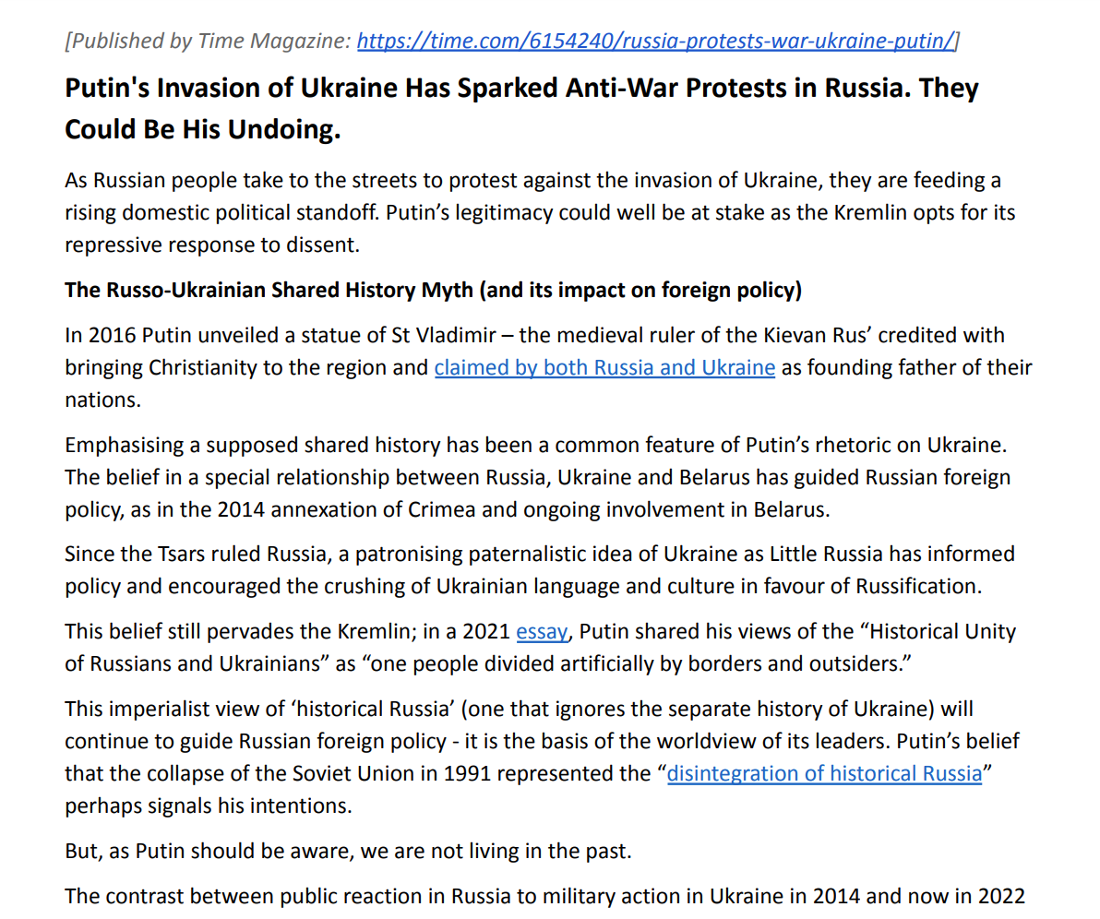 [Published by Time Magazine: https://time.com/6154240/russia-protests-war-ukraine-putin/]
Putin's Invasion of Ukraine Has Sparked Anti-War Protests in Russia. They
Could Be His Undoing.
As Russian people take to the streets to protest against the invasion of Ukraine, they are feeding a
rising domestic political standoff. Putin’s legitimacy could well be at stake as the Kremlin opts for its
repressive response to dissent.
The Russo-Ukrainian Shared History Myth (and its impact on foreign policy)
In 2016 Putin unveiled a statue of St Vladimir – the medieval ruler of the Kievan Rus’ credited with
bringing Christianity to the region and claimed by both Russia and Ukraine as founding father of their
nations.
Emphasising a supposed shared history has been a common feature of Putin’s rhetoric on Ukraine.
The belief in a special relationship between Russia, Ukraine and Belarus has guided Russian foreign
policy, as in the 2014 annexation of Crimea and ongoing involvement in Belarus.
Since the Tsars ruled Russia, a patronising paternalistic idea of Ukraine as Little Russia has informed
policy and encouraged the crushing of Ukrainian language and culture in favour of Russification.
This belief still pervades the Kremlin; in a 2021 essay, Putin shared his views of the “Historical Unity
of Russians and Ukrainians” as “one people divided artificially by borders and outsiders.”
This imperialist view of ‘historical Russia’ (one that ignores the separate history of Ukraine) will
continue to guide Russian foreign policy - it is the basis of the worldview of its leaders. Putin’s belief
that the collapse of the Soviet Union in 1991 represented the “disintegration of historical Russia”
perhaps signals his intentions.
But, as Putin should be aware, we are not living in the past.
The contrast between public reaction in Russia to military action in Ukraine in 2014 and now in 2022